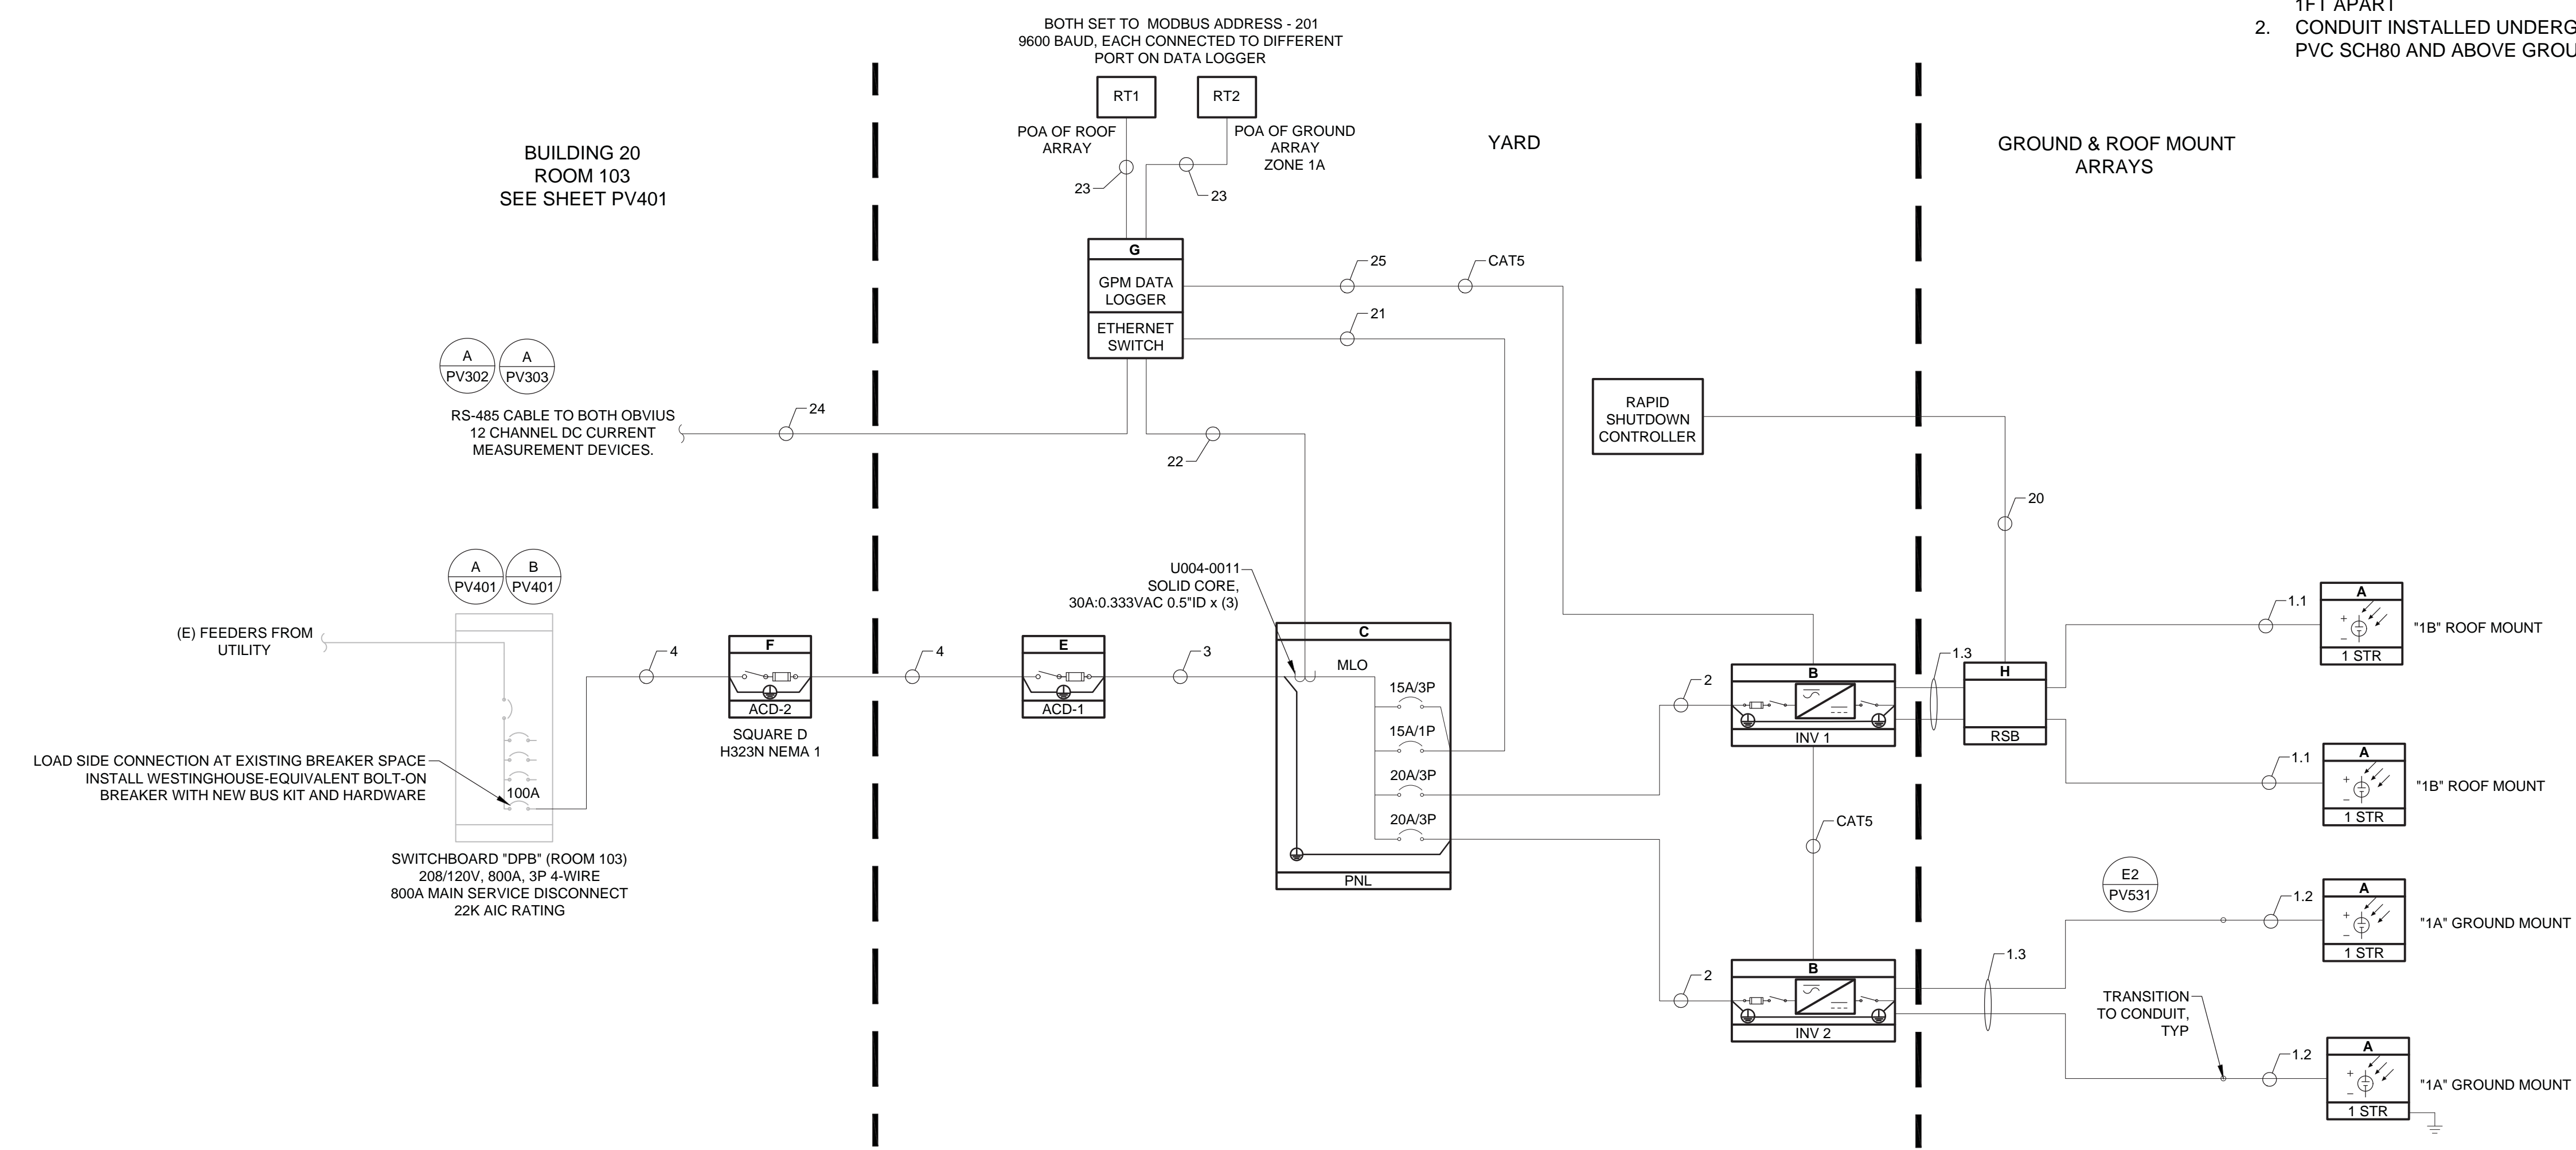 1FT APART
2. CONDUIT INSTALLED UNDERG
PVC SCH80 AND ABOVE GROU
BOTH SET TO MODBUS ADDRESS - 201
9600 BAUD, EACH CONNECTED TO DIFFERENT
PORT ON DATA LOGGER
RT1
RT2
POA OF ROOF
ARRAY
POA OF GROUND
ARRAY
ZONE 1A
23
23
BUILDING 20
ROOM 103
SEE SHEET PV401
YARD
GROUND & ROOF MOUNT
ARRAYS
G
GPM DATA
LOGGER
ETHERNET
SWITCH
25
CAT5
21
A
PV302
A
PV303
RS-485 CABLE TO BOTH OBVIUS
12 CHANNEL DC CURRENT
MEASUREMENT DEVICES.
24
22
RAPID
SHUTDOWN
CONTROLLER
20
A
PV401
B
PV401
(E) FEEDERS FROM
UTILITY
LOAD SIDE CONNECTION AT EXISTING BREAKER SPACE
INSTALL WESTINGHOUSE-EQUIVALENT BOLT-ON
BREAKER WITH NEW BUS KIT AND HARDWARE
100A
SWITCHBOARD "DPB" (ROOM 103)
208/120V, 800A, 3P 4-WIRE
800A MAIN SERVICE DISCONNECT
22K AIC RATING
4
F
ACD-2
SQUARE D
H323N NEMA 1
4
E
ACD-1
3
U004-0011
SOLID CORE,
30A:0.333VAC 0.5"ID x (3)
C
MLO
15A/3P
15A/1P
20A/3P
20A/3P
PNL
2
B
INV 1
CAT5
2
B
INV 2
1.3
H
RSB
1.3
1.1
A
+
–
1 STR
"1B" ROOF MOUNT
1.1
A
+
–
1 STR
"1B" ROOF MOUNT
E2
PV531
1.2
A
+
–
1 STR
"1A" GROUND MOUNT
TRANSITION
TO CONDUIT,
TYP
1.2
A
+
–
1 STR
"1A" GROUND MOUNT